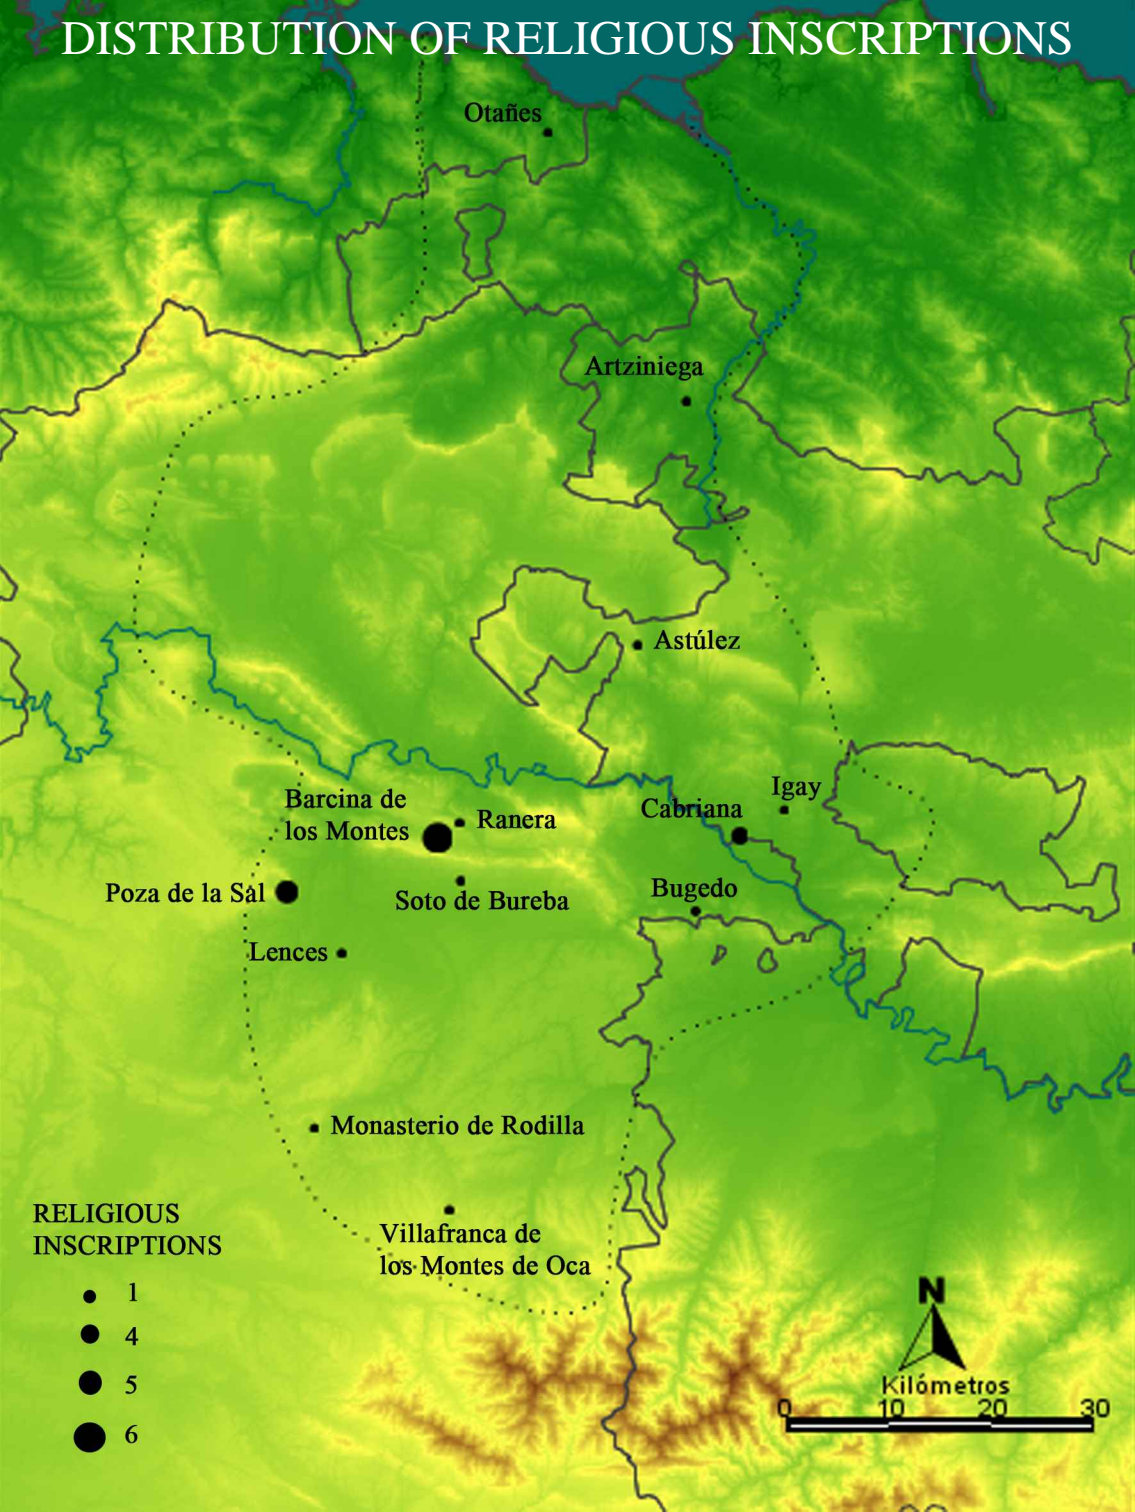 DISTRIBUTION OF RELIGIOUS INSCRIPTIONS
Otañes
Artziniega
Astúlez
Igay
Cabriana
Barcina de
los Montes
Ranera
Poza de la Sal
Soto de Bureba
Bugedo
Lences
Monasterio de Rodilla
Villafranca de
los Montes de Oca
RELIGIOUS
INSCRIPTIONS
1
4
5
6
N
Kilómetros
0 10 20 30